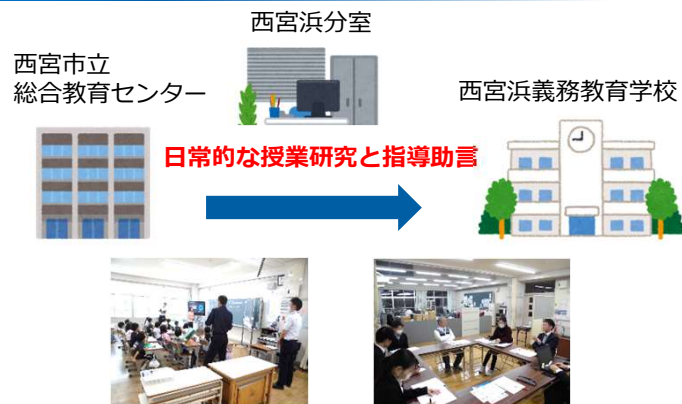 西宮浜分室
西宮市立
総合教育センター
西宮浜義務教育学校
日常的な授業研究と指導助言